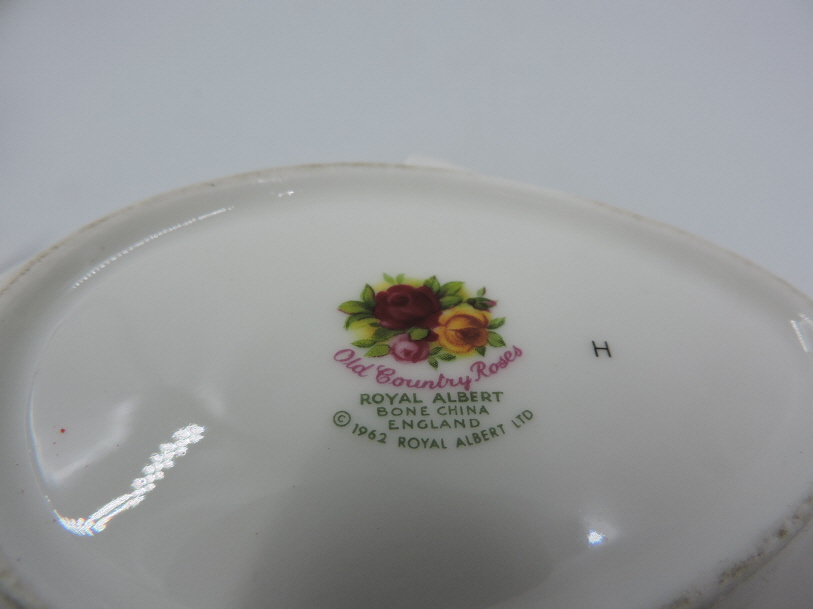 Old Country Roses
ROYAL ALBERT
BONE CHINA
ENGLAND
© 1962 ROYAL ALBERT LTD
H